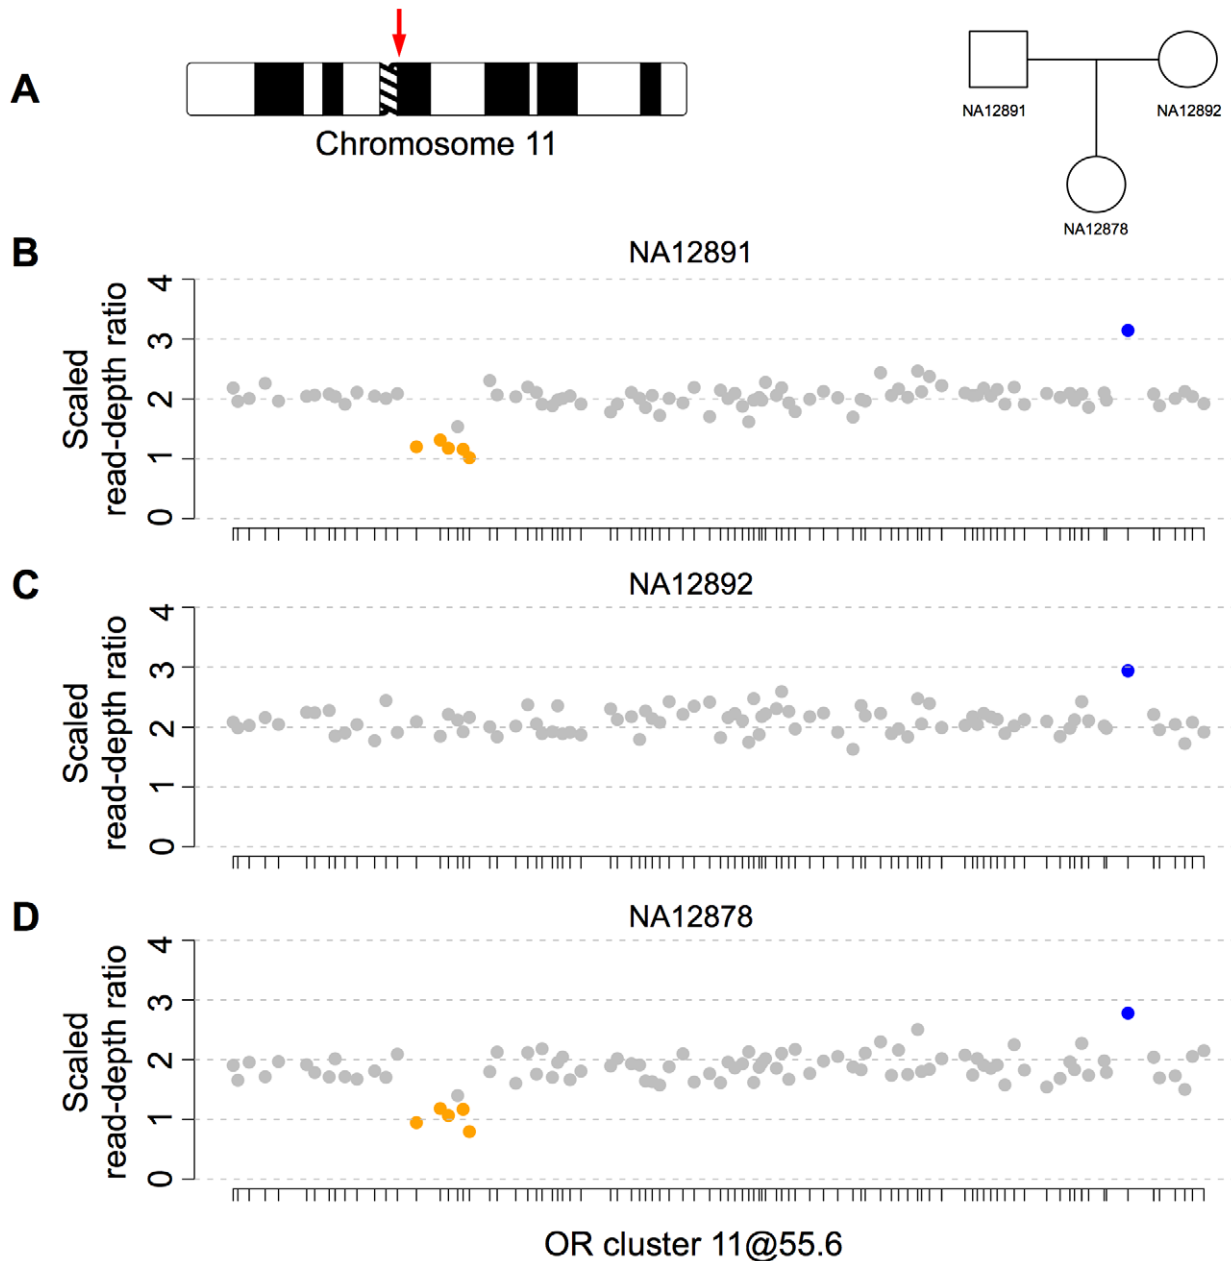 A
Chromosome 11
NA12891
NA12892
NA12878
B
NA12891
Scaled
read-depth ratio
4
3
2
1
0
C
NA12892
Scaled
read-depth ratio
4
3
2
1
0
D
NA12878
Scaled
read-depth ratio
4
3
2
1
0
OR cluster 11@55.6